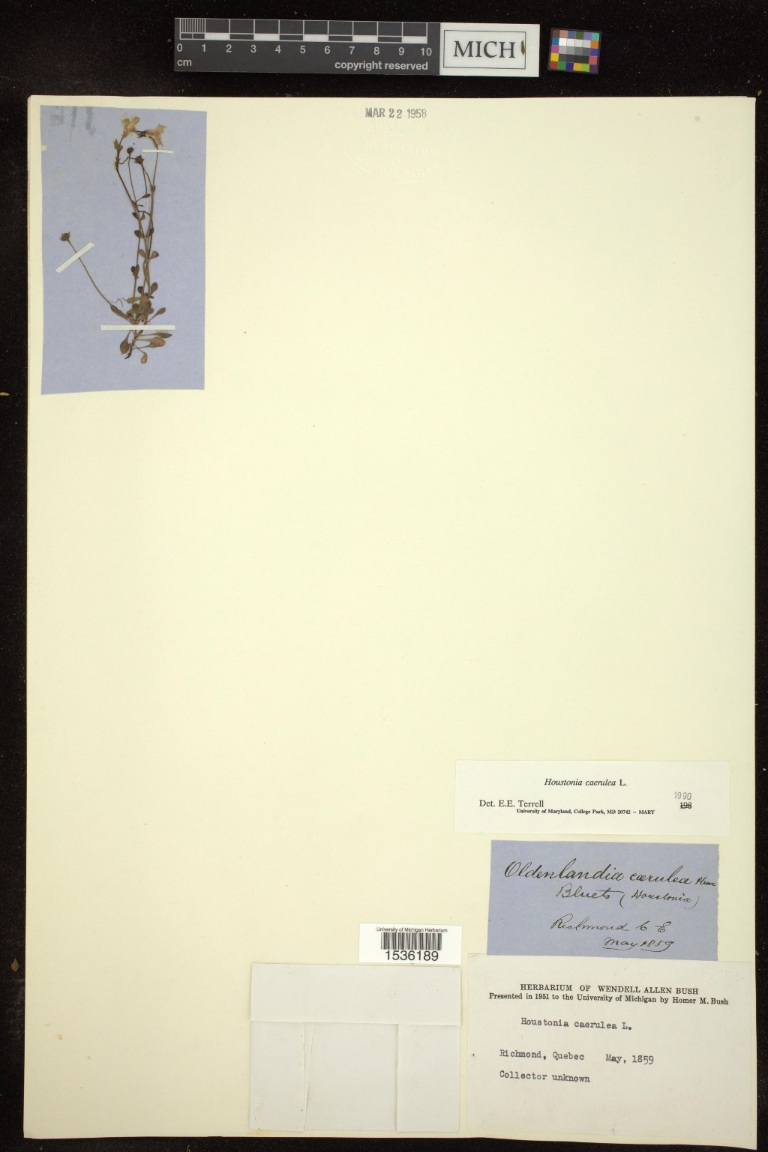 0 1 2 3 4 5 6 7 8 9 10
cm
copyright reserved
MICH
MAR 22 1958
Houstonia caerulea L.
1990
Det. E.E. Terrell 198
University of Maryland, College Park, MD 20742 – MARY
Oldenlandia cærulea
Bluets (Houstonia)
Richmond C E
May 1859
University of Michigan Herbarium
1536189
HERBARIUM OF WENDELL ALLEN BUSH
Presented in 1951 to the University of Michigan by Homer M. Bush
Houstonia caerulea L.
Richmond, Quebec May, 1859
Collector unknown